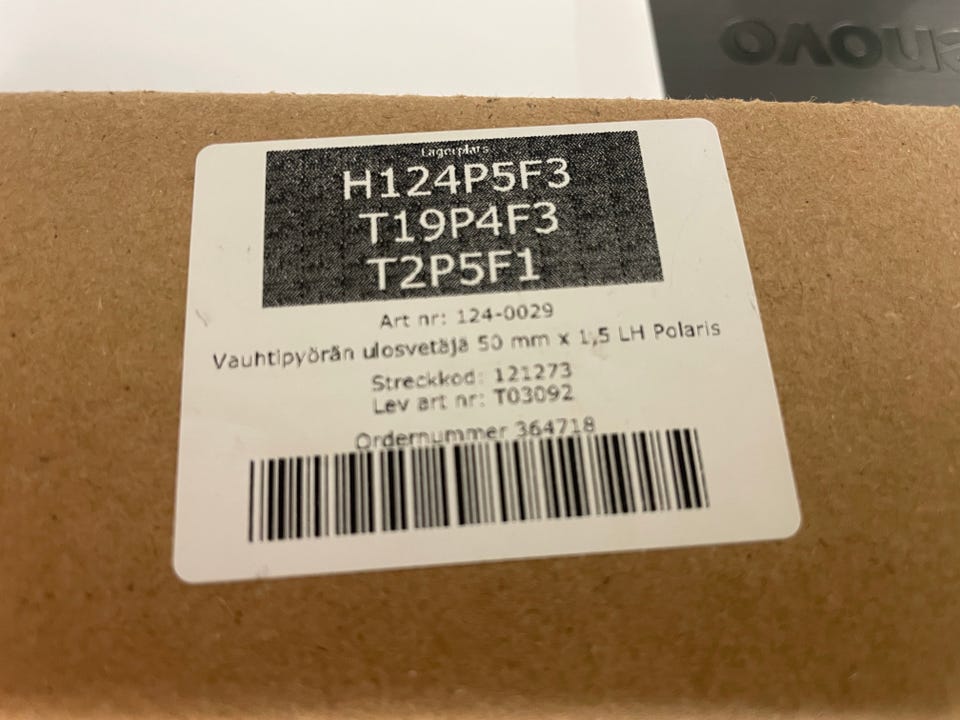 Lenovo
Lagerplats
H124P5F3
T19P4F3
T2P5F1
Art nr: 124-0029
Vauhtipyörän ulosvetäjä 50 mm x 1,5 LH Polaris
Streckkod: 121273
Lev art nr: T03092
Ordernummer 364718